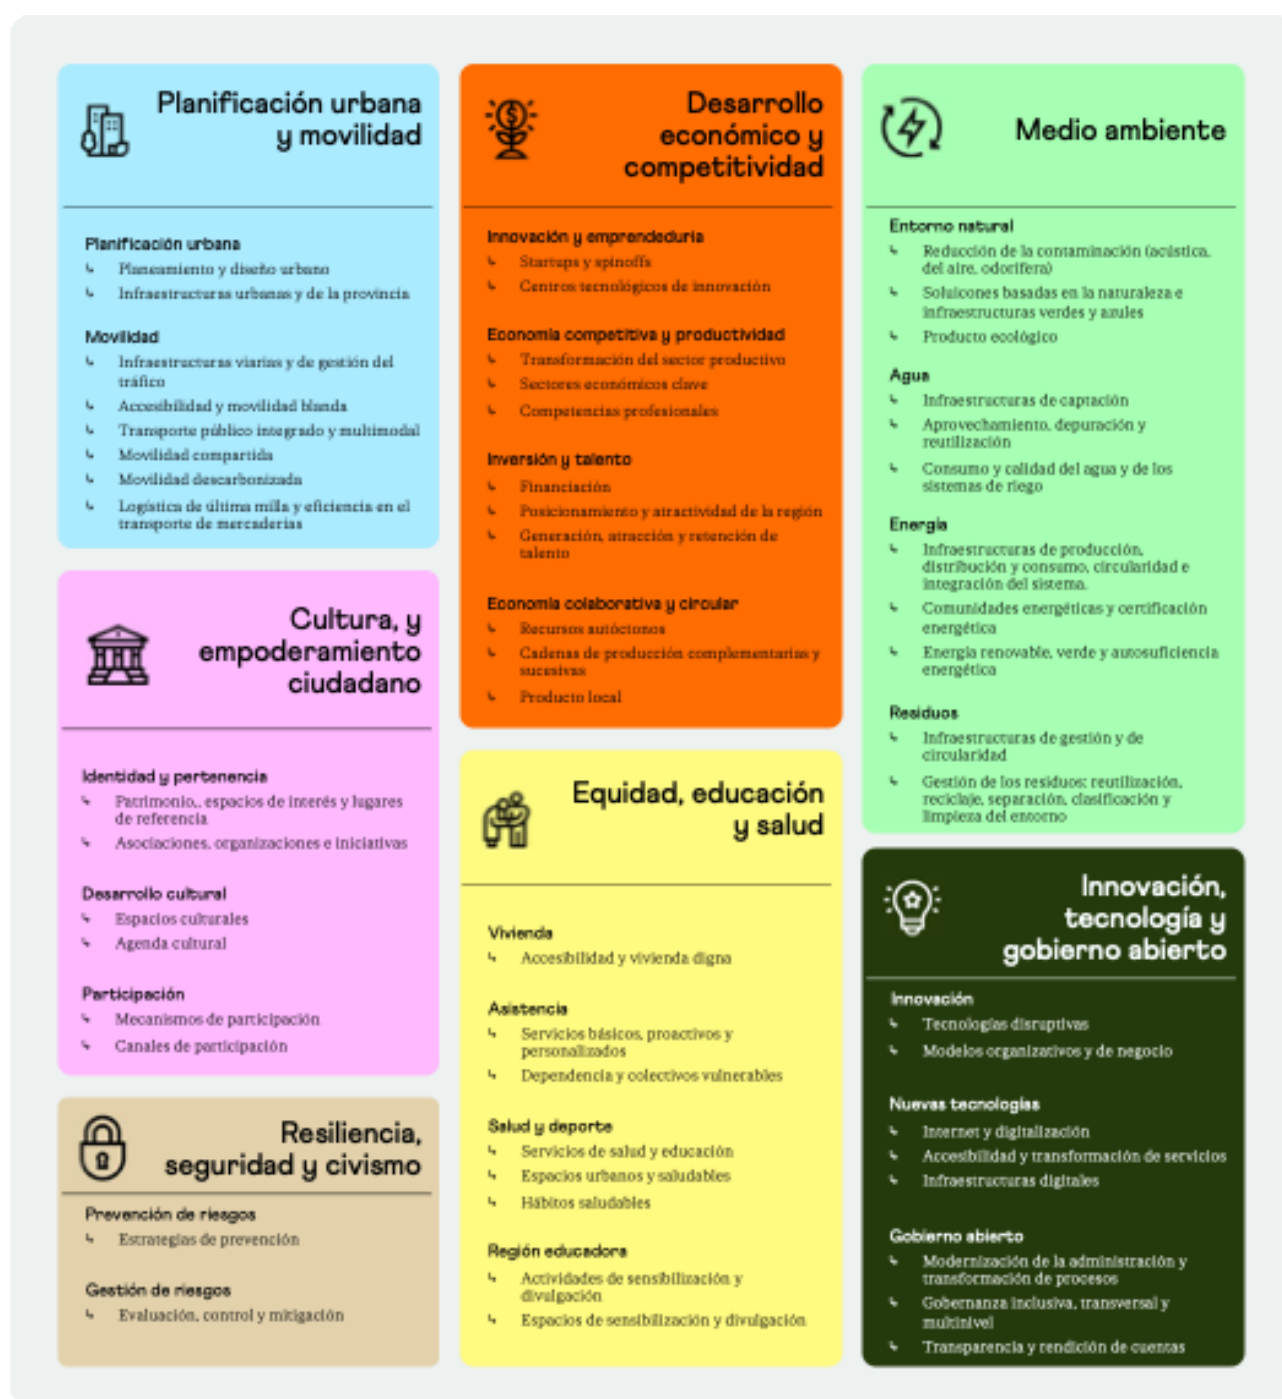 Planificación urbana
y movilidad
Planificación urbana
↳ Planeamiento y diseño urbano
↳ Infraestructuras urbanas y de la provincia
Movilidad
↳ Infraestructuras viarias y de gestión del
tráfico
↳ Accesibilidad y movilidad blanda
↳ Transporte público integrado y multimodal
↳ Movilidad compartida
↳ Movilidad descarbonizada
↳ Logística de última milla y eficiencia en el
transporte de mercaderías
Cultura, y
empoderamiento
ciudadano
Identidad y pertenencia
↳ Patrimonio,, espacios de interés y lugares
de referencia
↳ Asociaciones, organizaciones e iniciativas
Desarrollo cultural
↳ Espacios culturales
↳ Agenda cultural
Participación
↳ Mecanismos de participación
↳ Canales de participación
Resiliencia,
seguridad y civismo
Prevención de riesgos
↳ Estrategias de prevención
Gestión de riesgos
↳ Evaluación, control y mitigación
Desarrollo
económico y
competitividad
Innovación y emprendeduría
↳ Startups y spinoffs
↳ Centros tecnológicos de innovación
Economía competitiva y productividad
↳ Transformación del sector productivo
↳ Sectores económicos clave
↳ Competencias profesionales
Inversión y talento
↳ Financiación
↳ Posicionamiento y atractividad de la región
↳ Generación, atracción y retención de
talento
Economía colaborativa y circular
↳ Recursos autóctonos
↳ Cadenas de producción complementarias y
sucesivas
↳ Producto local
Equidad, educación
y salud
Vivienda
↳ Accesibilidad y vivienda digna
Asistencia
↳ Servicios básicos, proactivos y
personalizados
↳ Dependencia y colectivos vulnerables
Salud y deporte
↳ Servicios de salud y educación
↳ Espacios urbanos y saludables
↳ Hábitos saludables
Región educadora
↳ Actividades de sensibilización y
divulgación
↳ Espacios de sensibilización y divulgación
Medio ambiente
Entorno natural
↳ Reducción de la contaminación (acústica,
del aire, odorífera)
↳ Soluicones basadas en la naturaleza e
infraestructuras verdes y azules
↳ Producto ecológico
Agua
↳ Infraestructuras de captación
↳ Aprovechamiento, depuración y
reutilización
↳ Consumo y calidad del agua y de los
sistemas de riego
Energía
↳ Infraestructuras de producción,
distribución y consumo, circularidad e
integración del sistema.
↳ Comunidades energéticas y certificación
energética
↳ Energía renovable, verde y autosuficiencia
energética
Residuos
↳ Infraestructuras de gestión y de
circularidad
↳ Gestión de los residuos: reutilización,
reciclaje, separación, clasificación y
limpieza del entorno
Innovación,
tecnología y
gobierno abierto
Innovación
↳ Tecnologías disruptivas
↳ Modelos organizativos y de negocio
Nuevas tecnologías
↳ Internet y digitalización
↳ Accesibilidad y transformación de servicios
↳ Infraestructuras digitales
Gobierno abierto
↳ Modernización de la administración y
transformación de procesos
↳ Gobernanza inclusiva, transversal y
multinivel
↳ Transparencia y rendición de cuentas